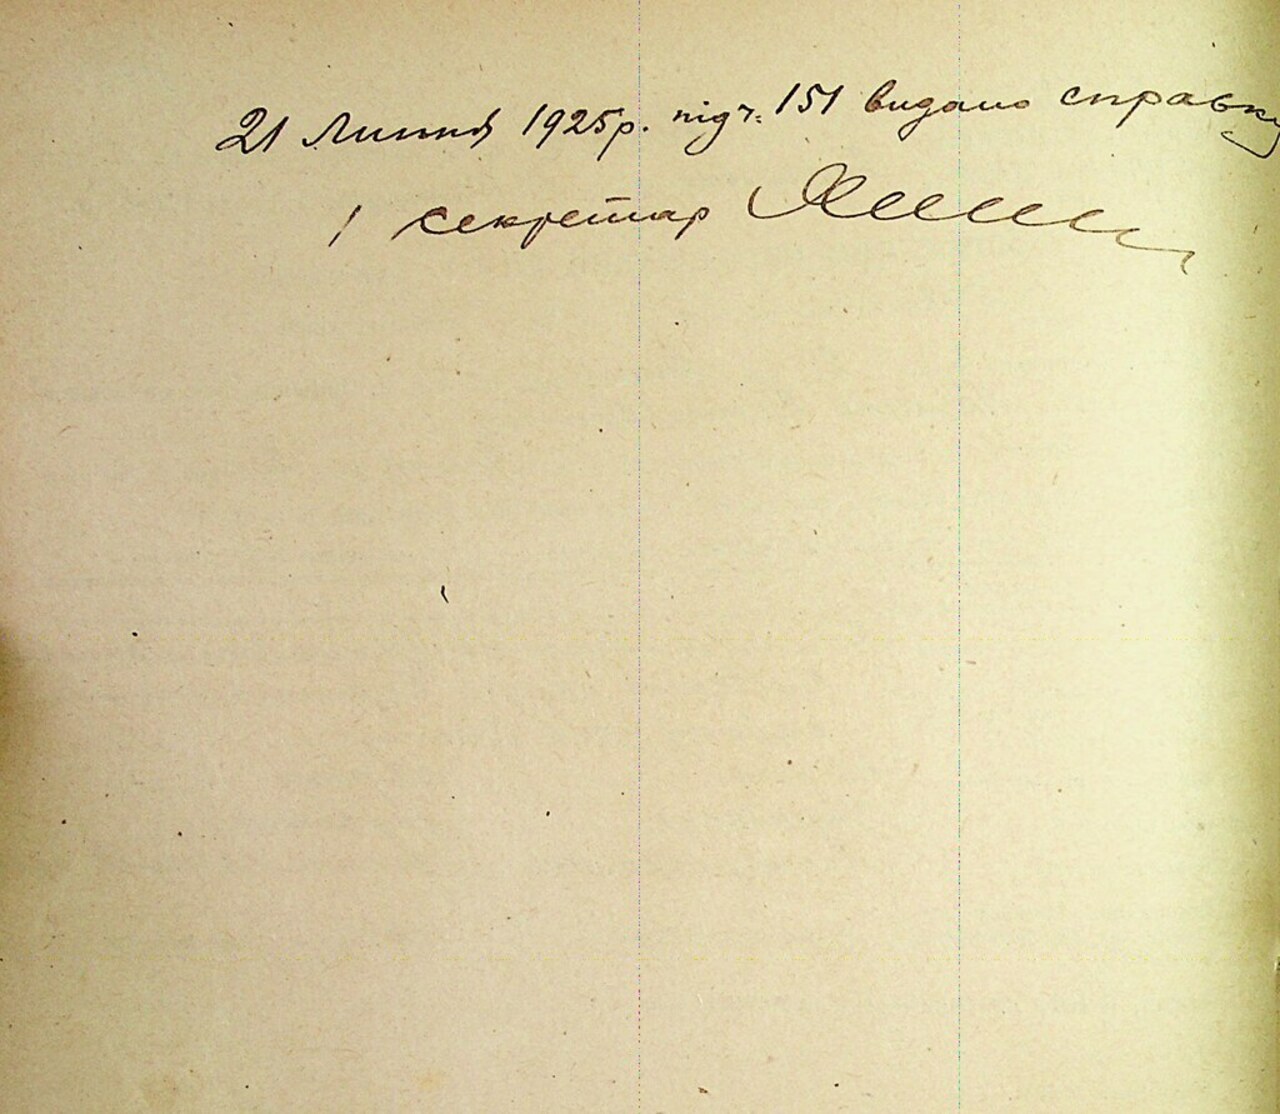 21 Липня 1925р. під ч. 151 видано справку
/ секретар